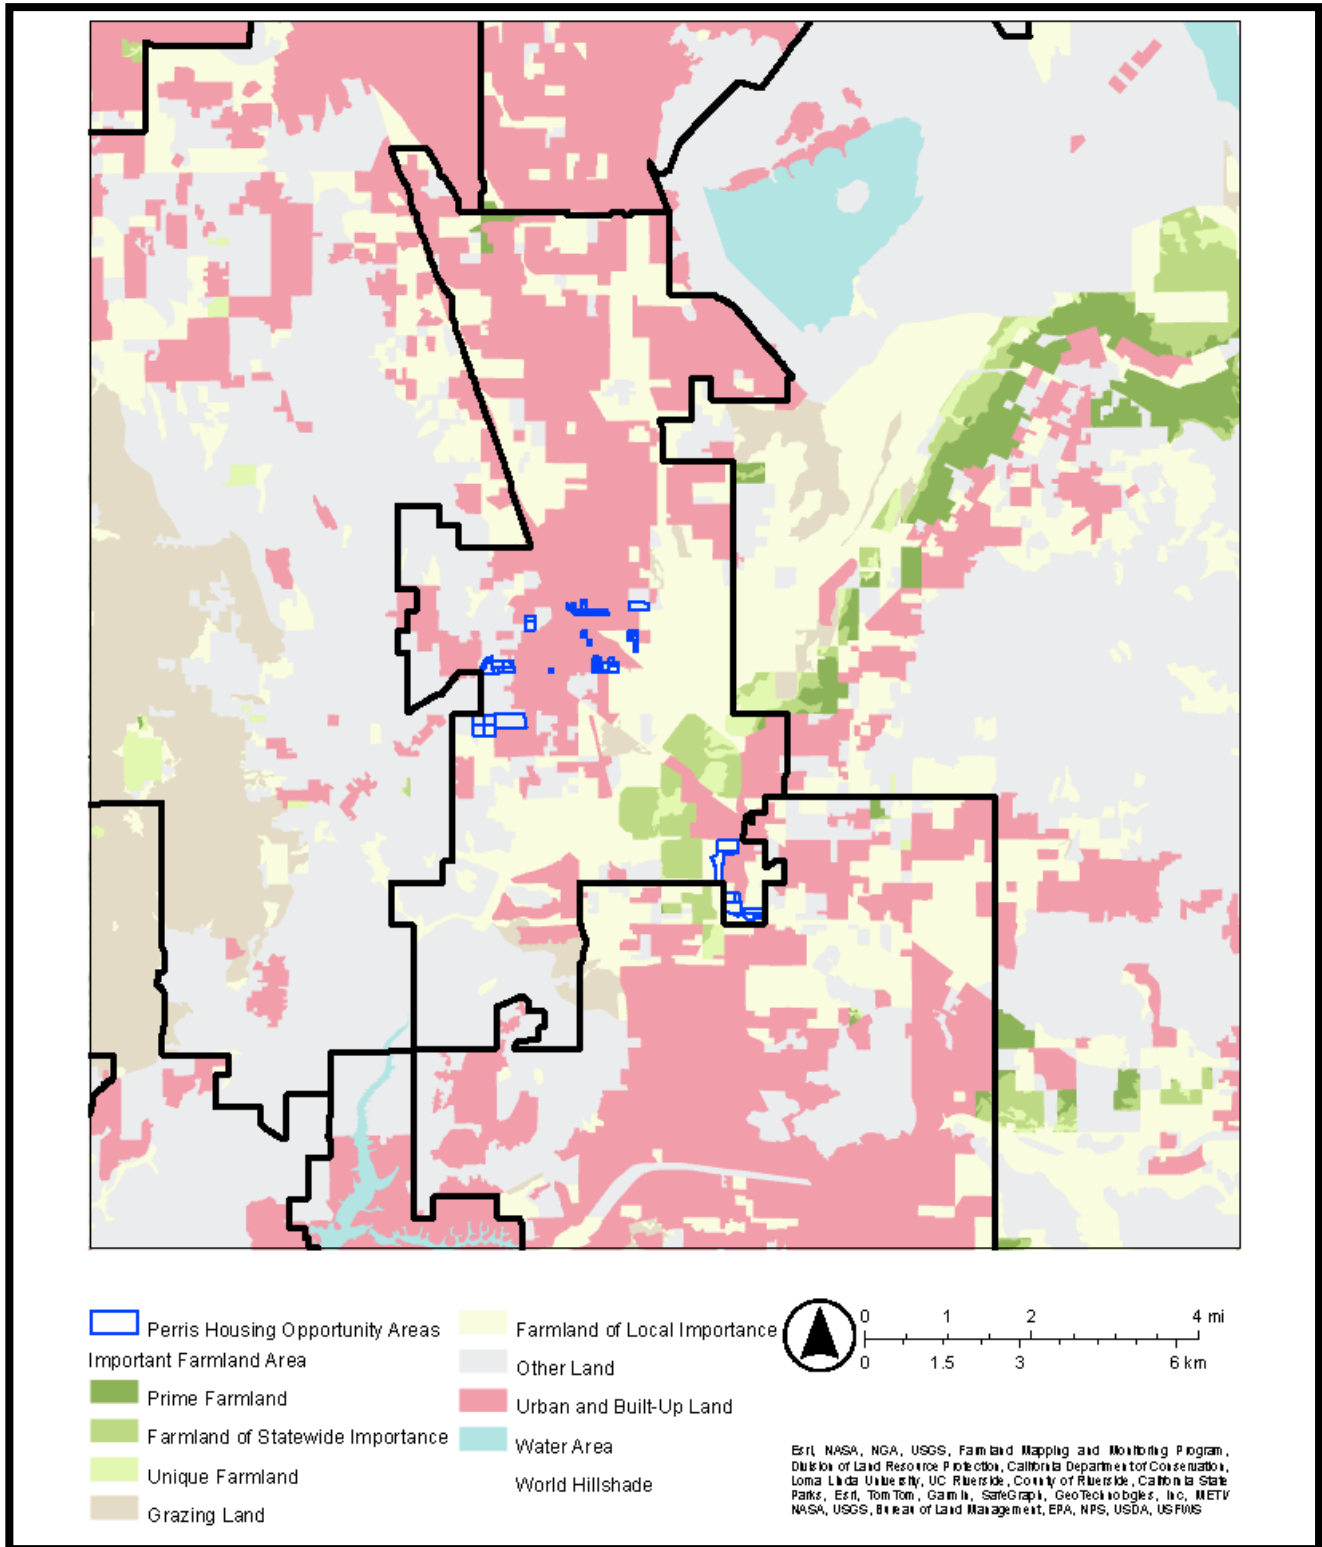 Perris Housing Opportunity Areas
Important Farmland Area
Prime Farmland
Farmland of Statewide Importance
Unique Farmland
Grazing Land
Farmland of Local Importance
Other Land
Urban and Built-Up Land
Water Area
World Hillshade
0 1 2 4 mi
0 1.5 3 6 km
Esri, NASA, NGA, USGS, Farmland Mapping and Monitoring Program,
Division of Land Resource Protection, California Department of Conservation,
Loma Linda University, UC Riverside, County of Riverside, California State
Parks, Esri, TomTom, Garmin, SafeGraph, GeoTechnologies, Inc, METI/
NASA, USGS, Bureau of Land Management, EPA, NPS, USDA, USFWS